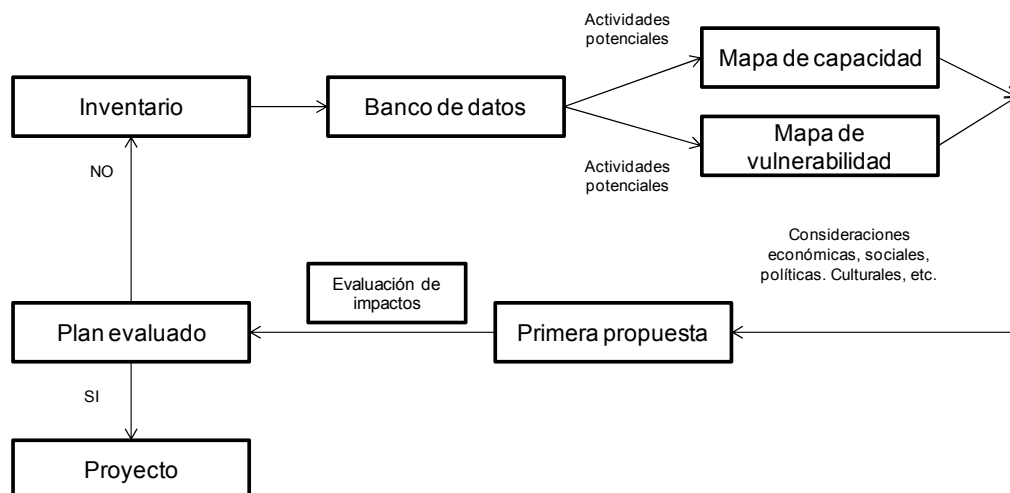 Actividades
potenciales
Mapa de capacidad
Inventario
Banco de datos
Mapa de
vulnerabilidad
Actividades
potenciales
NO
Consideraciones
económicas, sociales,
políticas. Culturales, etc.
Evaluación de
impactos
Plan evaluado
Primera propuesta
SI
Proyecto